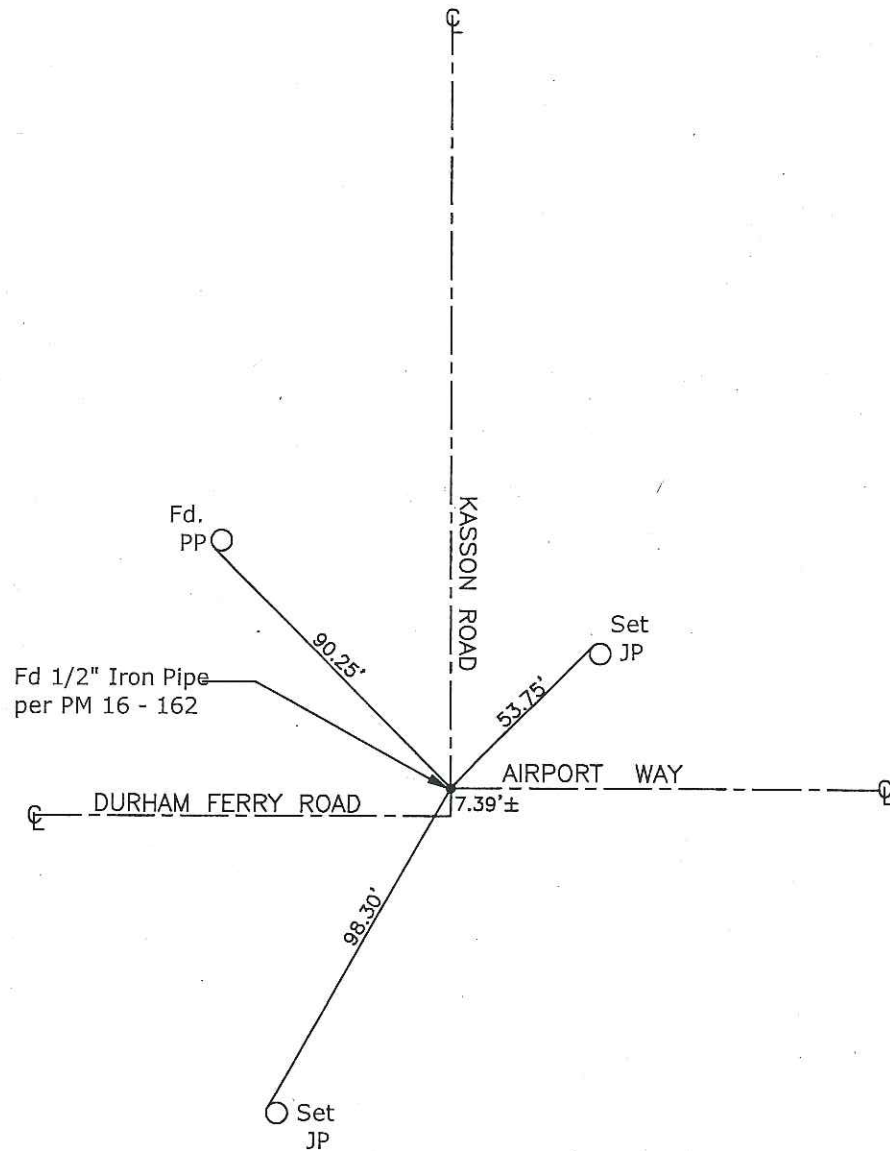 ℄
KASSON ROAD
Fd.
PP
90.25'
Set
JP
53.75'
Fd 1/2" Iron Pipe
per PM 16 - 162
AIRPORT WAY
℄
7.39'±
DURHAM FERRY ROAD
℄
98.30'
Set
JP